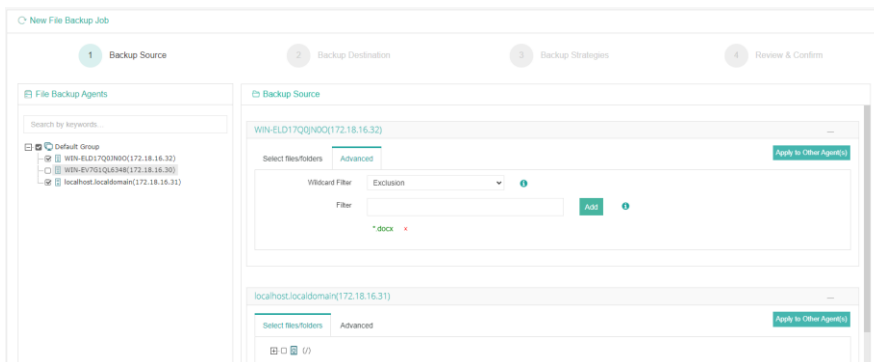 New File Backup Job
1 Backup Source 2 Backup Destination 3 Backup Strategies 4 Review & Confirm
File Backup Agents
Search by keywords...
Default Group
WIN-ELD17Q0JN0O(172.18.16.32)
WIN-EV7G1QL6348(172.18.16.30)
localhost.localdomain(172.18.16.31)
Backup Source
WIN-ELD17Q0JN0O(172.18.16.32)
Select files/folders Advanced Apply to Other Agent(s)
Wildcard Filter Exclusion
Filter Add
*.docx x
localhost.localdomain(172.18.16.31)
Select files/folders Advanced Apply to Other Agent(s)
(/)